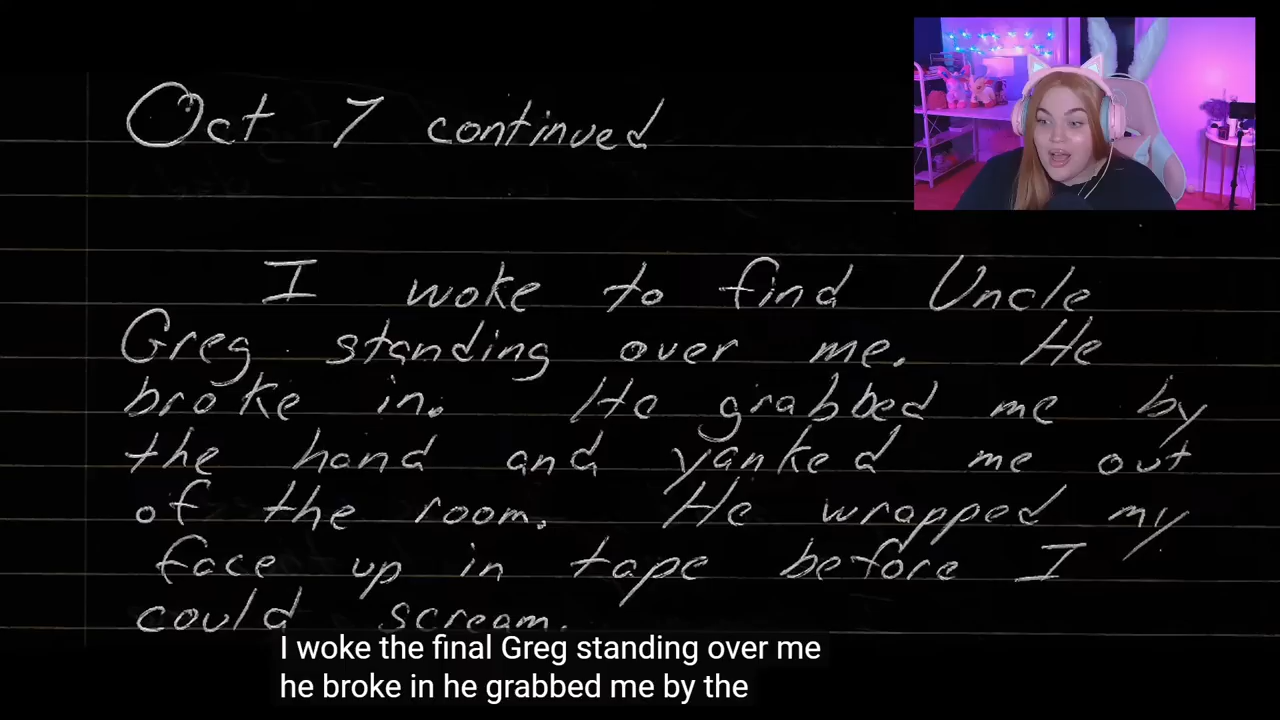 Oct 7 continued
I woke to find Uncle
Greg standing over me. He
broke in. He grabbed me by
the hand and yanked me out
of the room. He wrapped my
face up in tape before I
could scream.
I woke the final Greg standing over me
he broke in he grabbed me by the